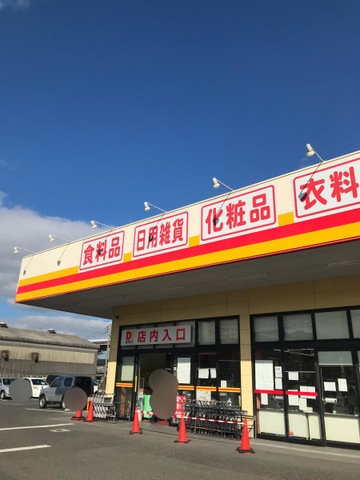 食料品
日用雑貨
化粧品
衣料
D 店内入口